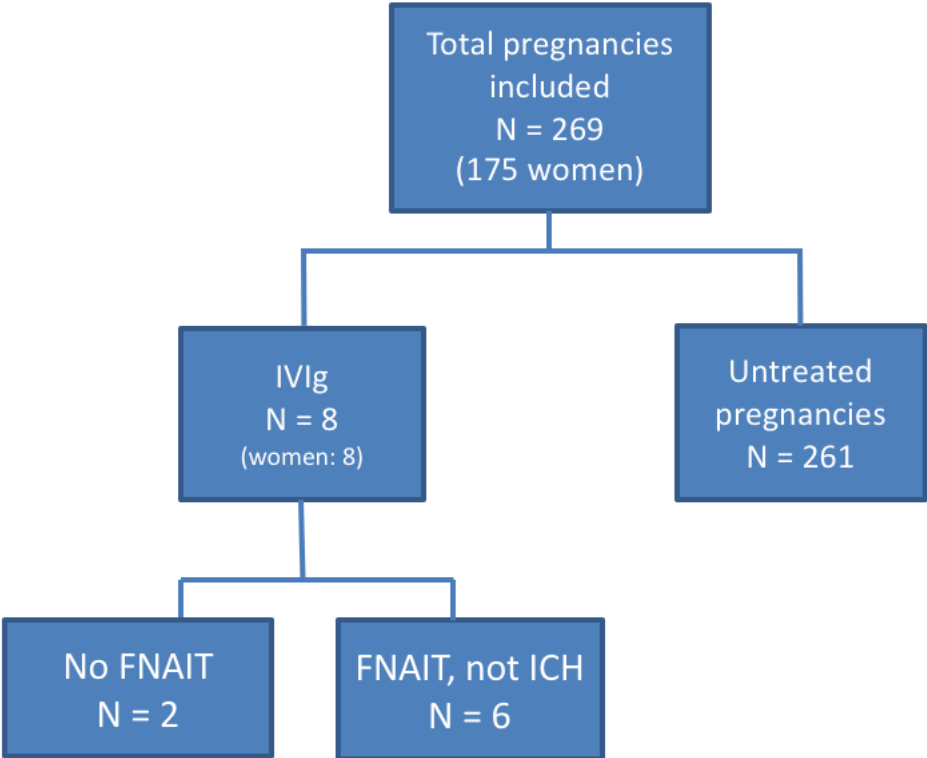 Total pregnancies
included
N = 269
(175 women)
IVIg
N = 8
(women: 8)
Untreated
pregnancies
N = 261
No FNAIT
N = 2
FNAIT, not ICH
N = 6